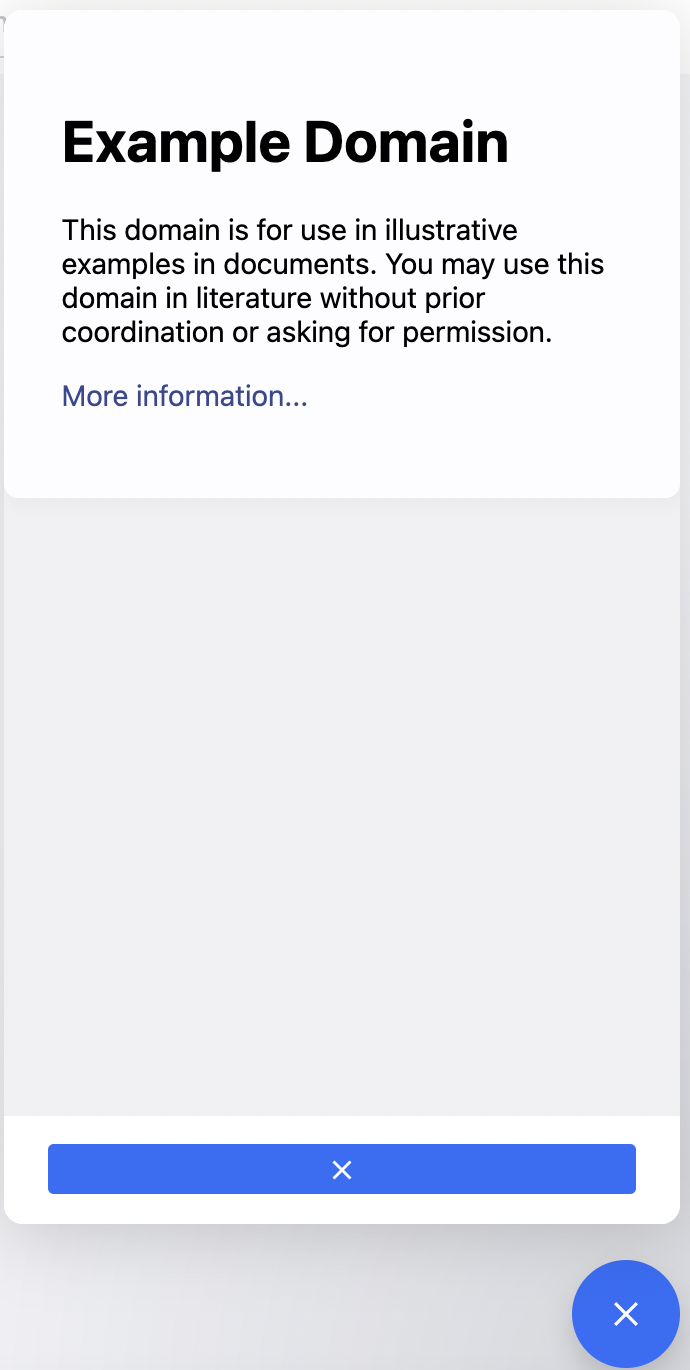 Example Domain
This domain is for use in illustrative
examples in documents. You may use this
domain in literature without prior
coordination or asking for permission.
More information...